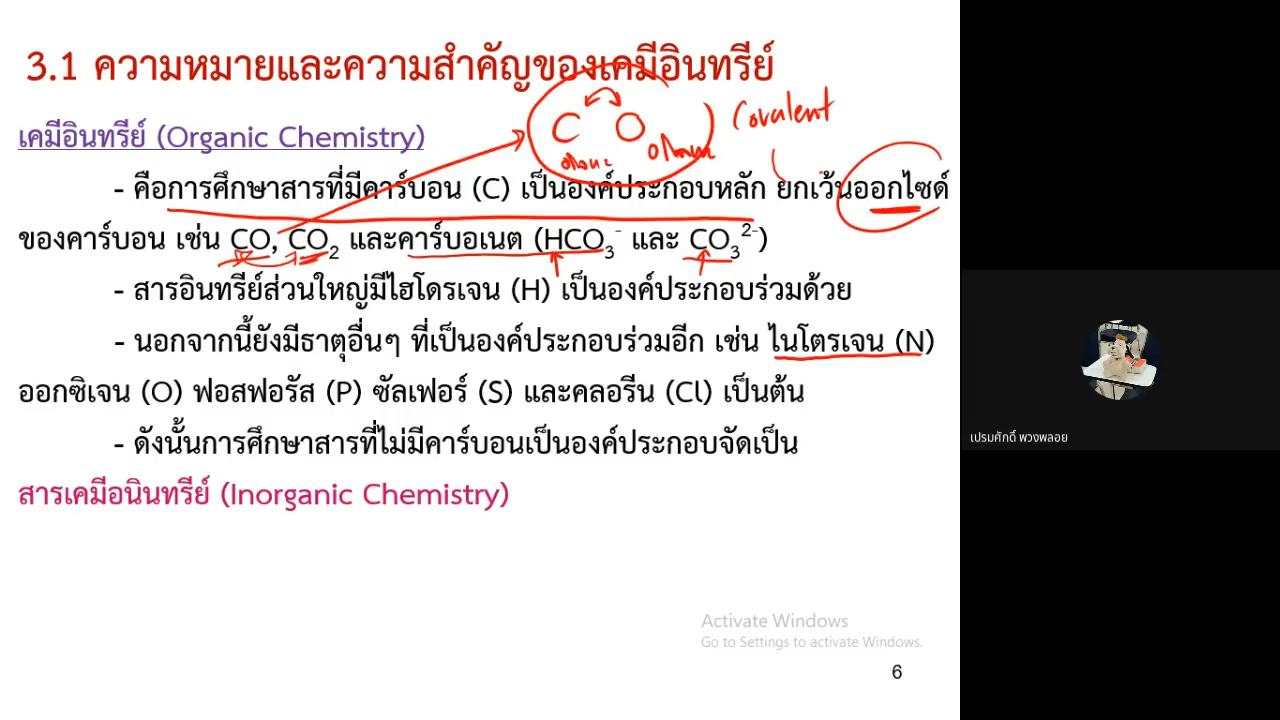 3.1 ความหมายและความสำคัญของเคมีอินทรีย์
C O
Covalent
อโลหะ อโลหะ
เคมีอินทรีย์ (Organic Chemistry)
- คือการศึกษาสารที่มีคาร์บอน (C) เป็นองค์ประกอบหลัก ยกเว้นออกไซด์
ของคาร์บอน เช่น CO, CO₂ และคาร์บอเนต (HCO₃⁻ และ CO₃²⁻)
- สารอินทรีย์ส่วนใหญ่มีไฮโดรเจน (H) เป็นองค์ประกอบร่วมด้วย
- นอกจากนี้ยังมีธาตุอื่นๆ ที่เป็นองค์ประกอบร่วมอีก เช่น ไนโตรเจน (N)
ออกซิเจน (O) ฟอสฟอรัส (P) ซัลเฟอร์ (S) และคลอรีน (Cl) เป็นต้น
- ดังนั้นการศึกษาสารที่ไม่มีคาร์บอนเป็นองค์ประกอบจัดเป็น
สารเคมีอนินทรีย์ (Inorganic Chemistry)
Activate Windows
Go to Settings to activate Windows.
6
เปรมศักดิ์ พวงพลอย